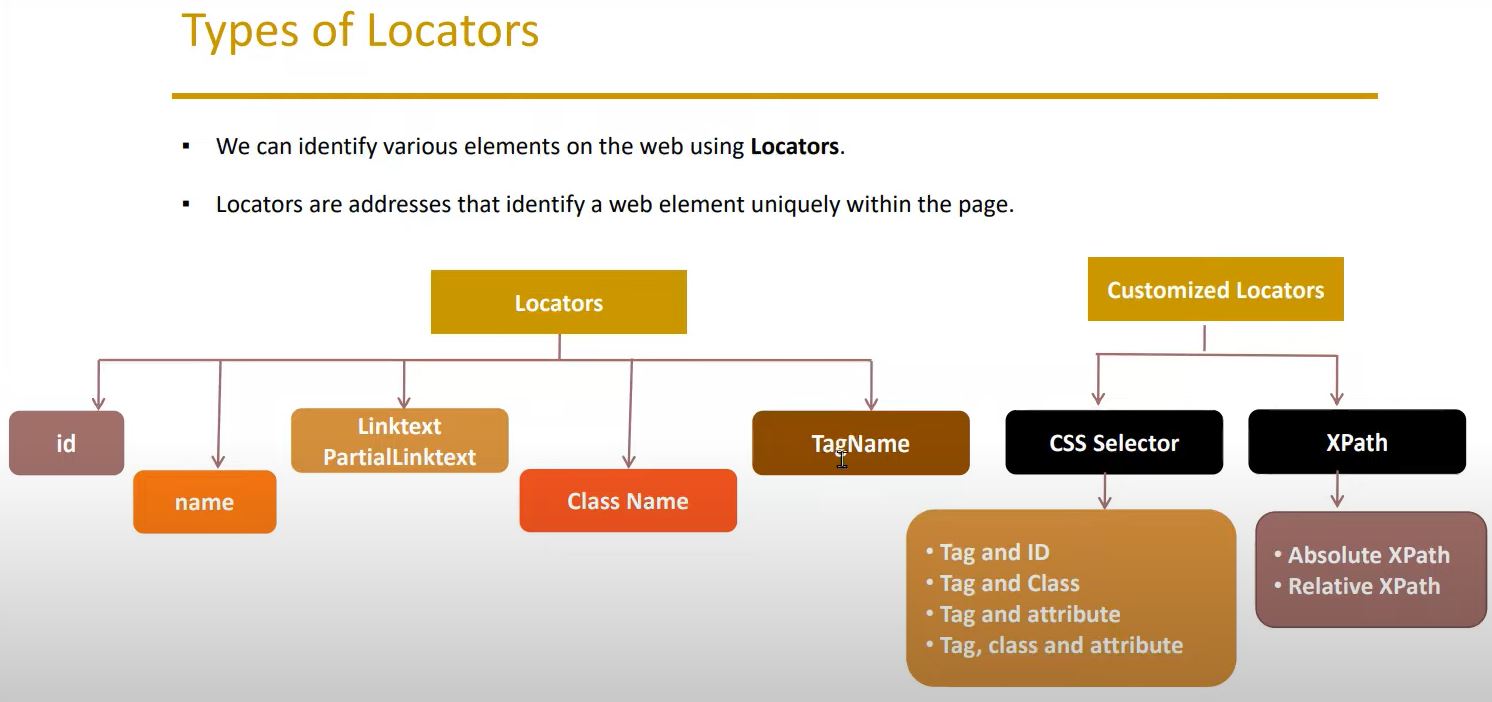 Types of Locators
▪ We can identify various elements on the web using Locators.
▪ Locators are addresses that identify a web element uniquely within the page.
Locators
Customized Locators
id
name
Linktext
PartialLinktext
Class Name
TagName
CSS Selector
XPath
• Tag and ID
• Tag and Class
• Tag and attribute
• Tag, class and attribute
• Absolute XPath
• Relative XPath